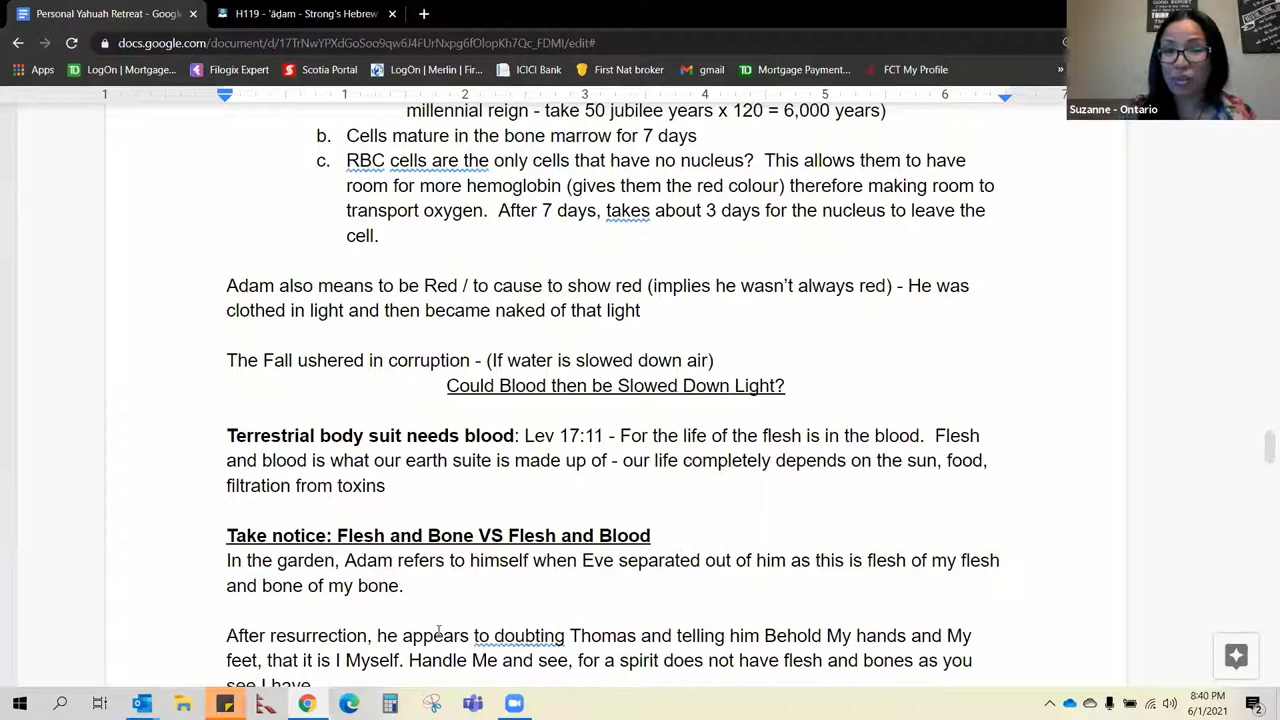 Personal Yahuah Retreat - Google
H119 - 'āḏam - Strong's Hebrew
docs.google.com/document/d/17TrNwYPXdGoSoo9qw6J4FUrNxpg6fOlopKh7Qc_FDMI/edit#
Apps
LogOn | Mortgage...
Filogix Expert
Scotia Portal
LogOn | Merlin | Fir...
ICICI Bank
First Nat broker
gmail
Mortgage Payment...
FCT My Profile
»
Suzanne - Ontario
1 1 2 3 4 5 6 7
millennial reign - take 50 jubilee years x 120 = 6,000 years)
b. Cells mature in the bone marrow for 7 days
c. RBC cells are the only cells that have no nucleus? This allows them to have
room for more hemoglobin (gives them the red colour) therefore making room to
transport oxygen. After 7 days, takes about 3 days for the nucleus to leave the
cell.
Adam also means to be Red / to cause to show red (implies he wasn't always red) - He was
clothed in light and then became naked of that light
The Fall ushered in corruption - (If water is slowed down air)
Could Blood then be Slowed Down Light?
Terrestrial body suit needs blood: Lev 17:11 - For the life of the flesh is in the blood. Flesh
and blood is what our earth suite is made up of - our life completely depends on the sun, food,
filtration from toxins
Take notice: Flesh and Bone VS Flesh and Blood
In the garden, Adam refers to himself when Eve separated out of him as this is flesh of my flesh
and bone of my bone.
After resurrection, he appears to doubting Thomas and telling him Behold My hands and My
feet, that it is I Myself. Handle Me and see, for a spirit does not have flesh and bones as you
see I have
8:40 PM
6/1/2021
2